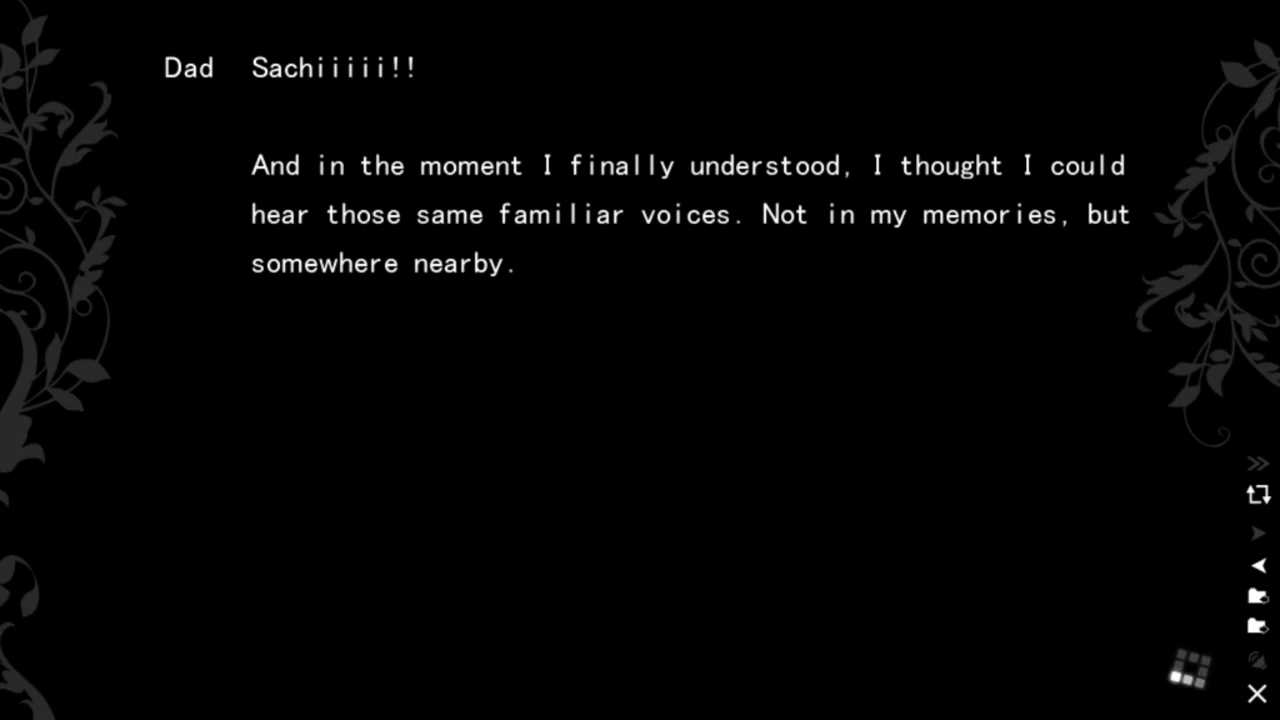 Dad Sachiiiii!!
And in the moment I finally understood, I thought I could
hear those same familiar voices. Not in my memories, but
somewhere nearby.